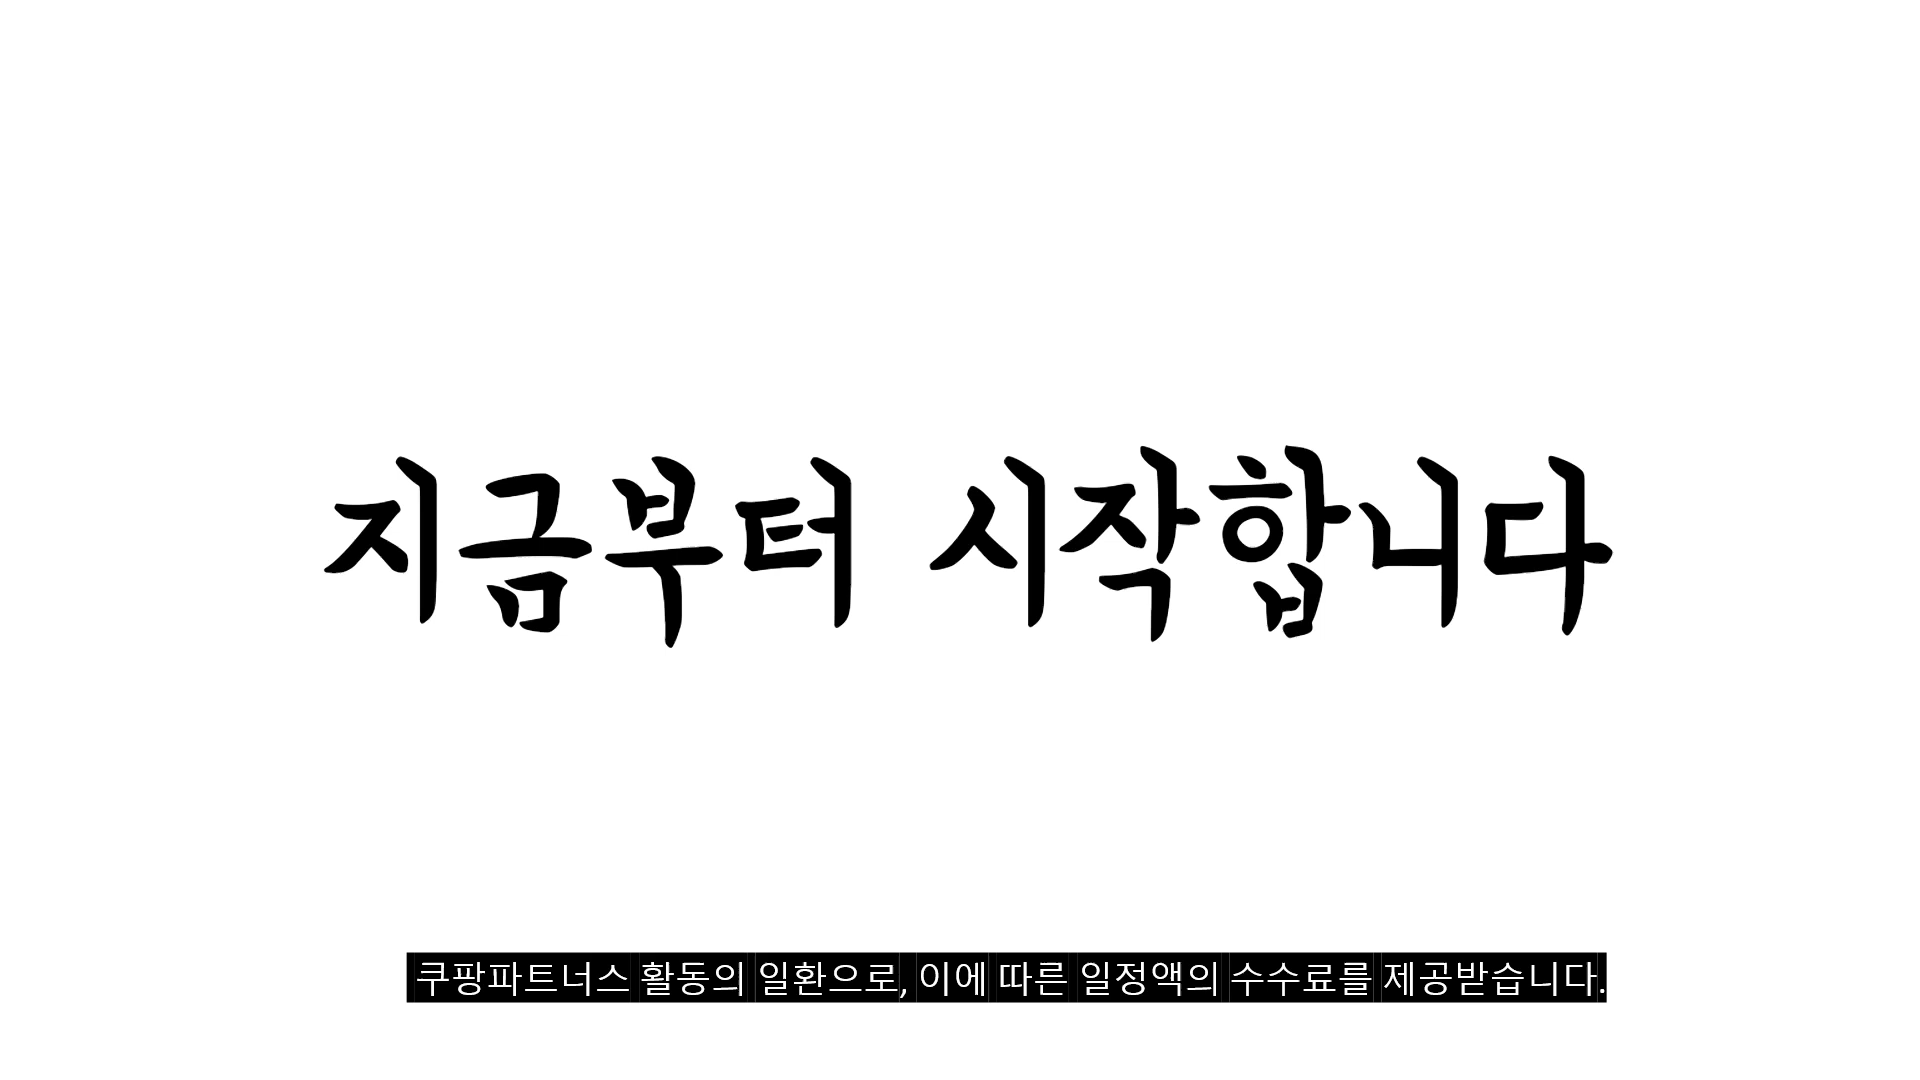 지금부터 시작합니다
쿠팡파트너스 활동의 일환으로, 이에 따른 일정액의 수수료를 제공받습니다.